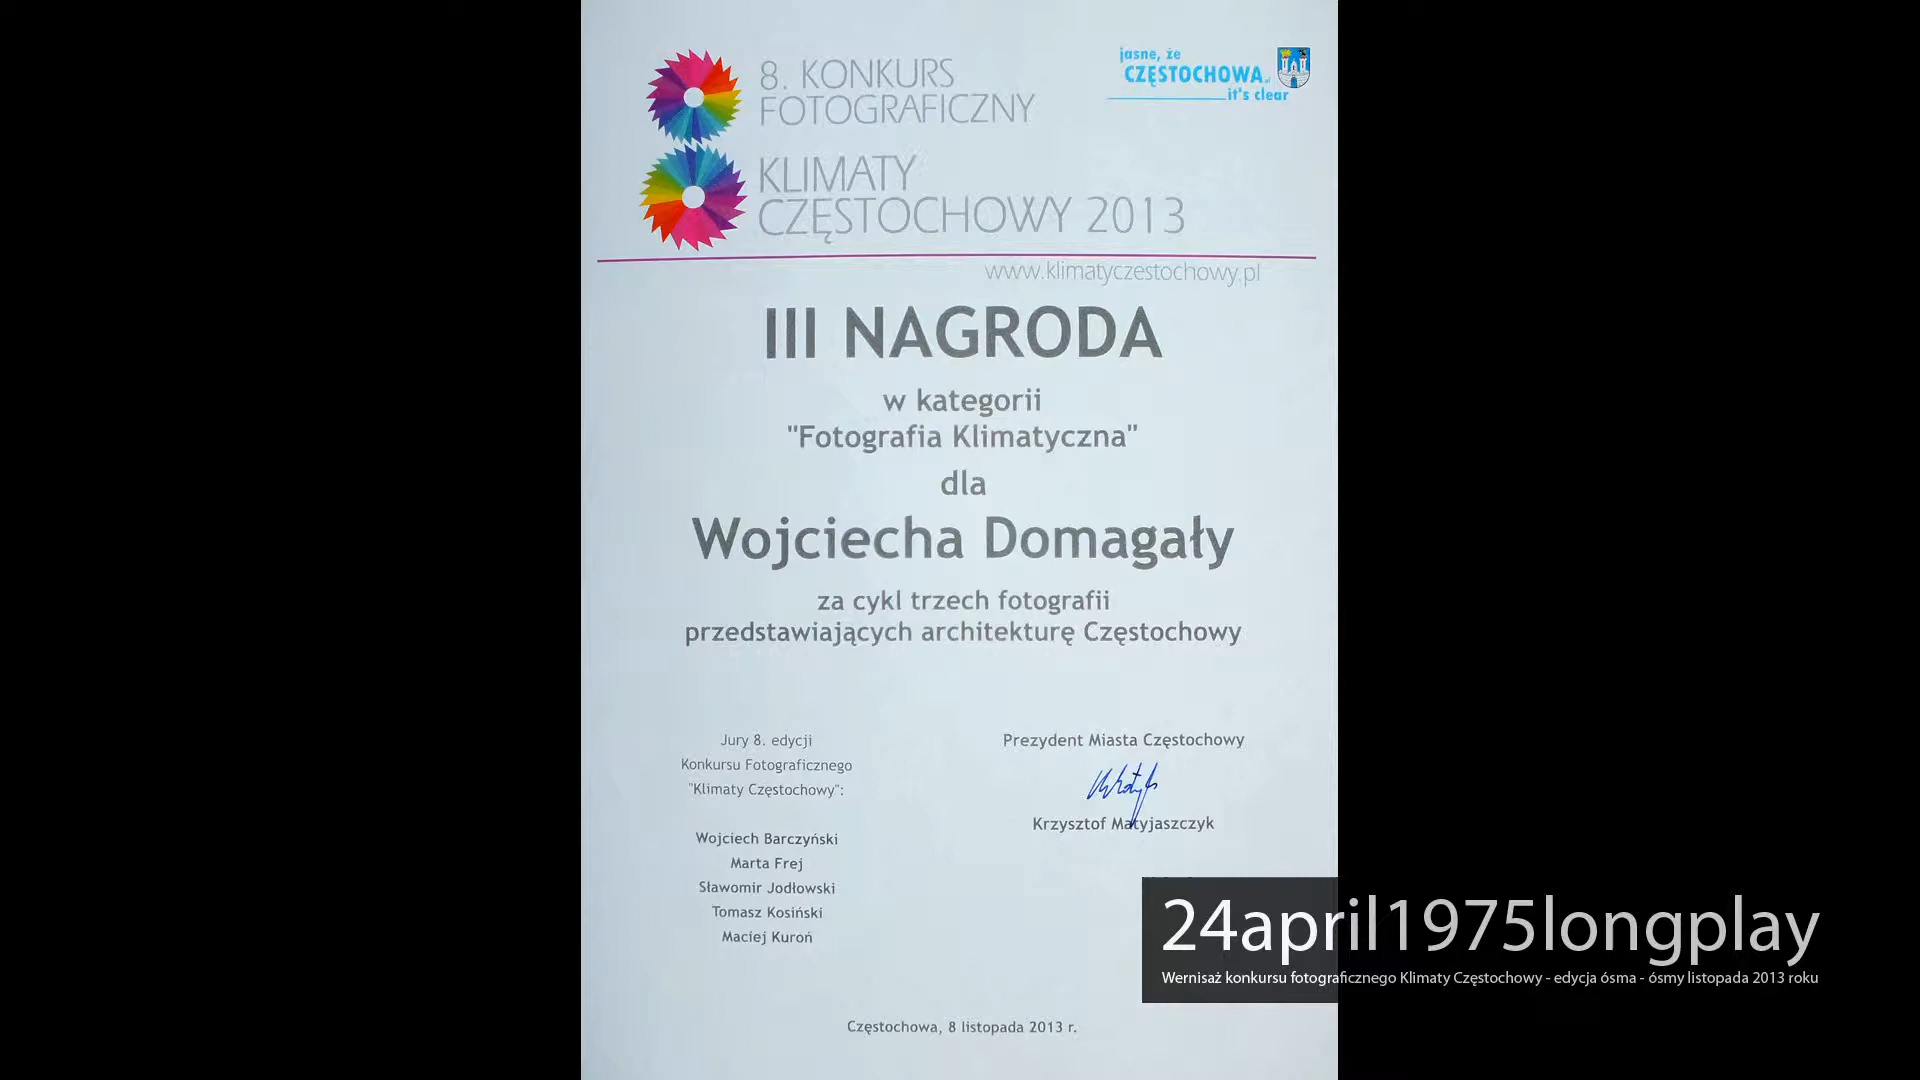 8. KONKURS
FOTOGRAFICZNY
KLIMATY
CZĘSTOCHOWY 2013
jasne, że
CZĘSTOCHOWA.pl
it's clear
www.klimatyczestochowy.pl
III NAGRODA
w kategorii
"Fotografia Klimatyczna"
dla
Wojciecha Domagały
za cykl trzech fotografii
przedstawiających architekturę Częstochowy
Jury 8. edycji
Konkursu Fotograficznego
"Klimaty Częstochowy":
Wojciech Barczyński
Marta Frej
Sławomir Jodłowski
Tomasz Kosiński
Maciej Kuroń
Prezydent Miasta Częstochowy
Krzysztof Matyjaszczyk
24april1975longplay
Wernisaż konkursu fotograficznego Klimaty Częstochowy - edycja ósma - ósmy listopada 2013 roku
Częstochowa, 8 listopada 2013 r.